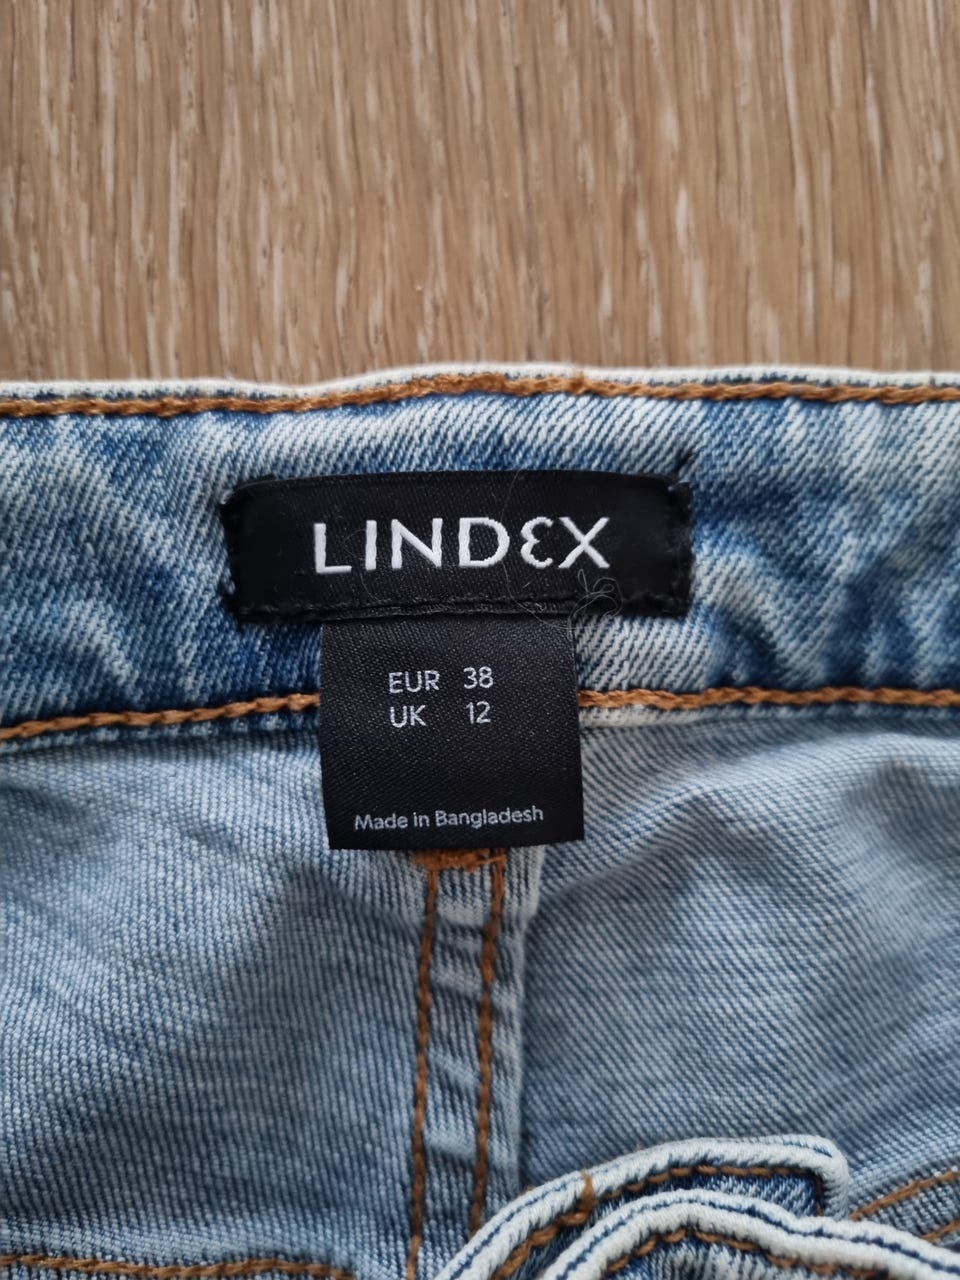 LINDEX
EUR 38
UK 12
Made in Bangladesh